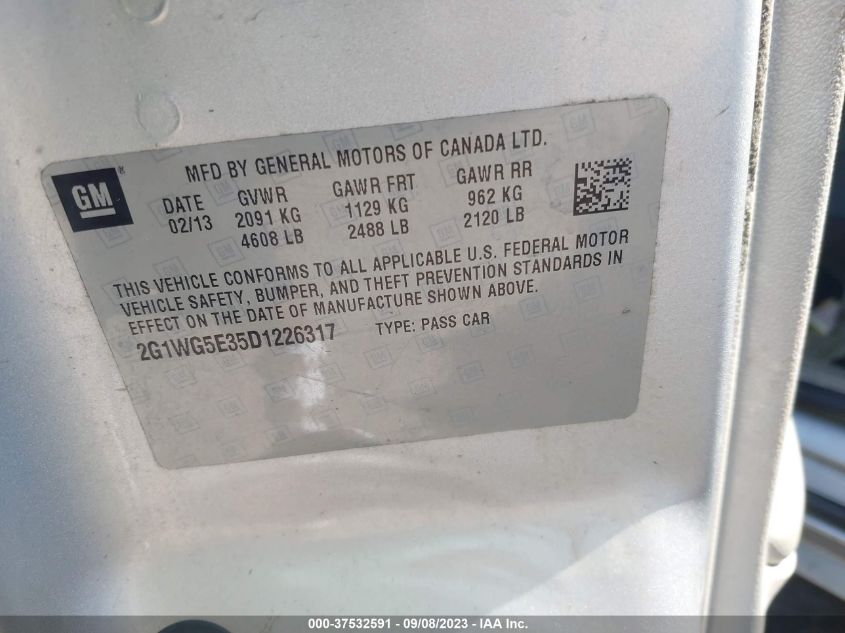 MFD BY GENERAL MOTORS OF CANADA LTD.
GM
DATE GVWR GAWR FRT GAWR RR
02/13 2091 KG 1129 KG 962 KG
4608 LB 2488 LB 2120 LB
THIS VEHICLE CONFORMS TO ALL APPLICABLE U.S. FEDERAL MOTOR
VEHICLE SAFETY, BUMPER, AND THEFT PREVENTION STANDARDS IN
EFFECT ON THE DATE OF MANUFACTURE SHOWN ABOVE.
2G1WG5E35D1226317 TYPE: PASS CAR
000-37532591 - 09/08/2023 - IAA Inc.